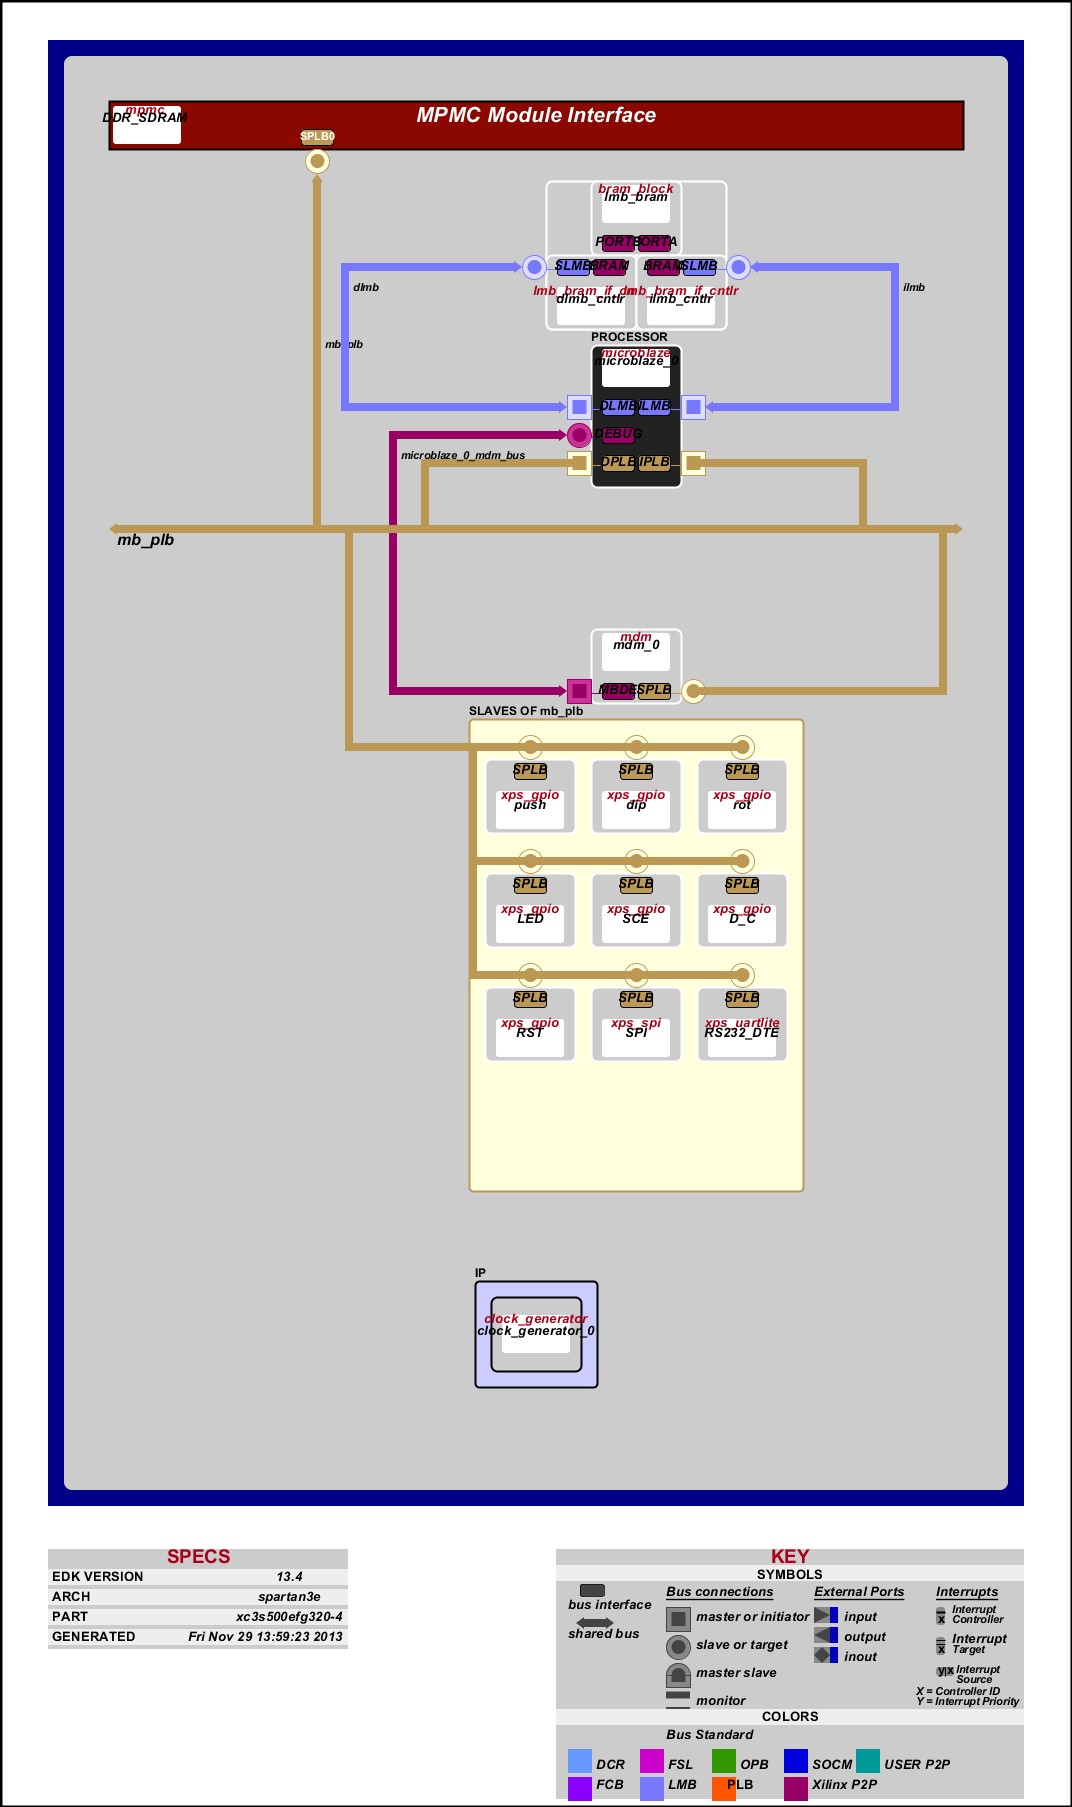 mpmc
DDR_SDRAM
MPMC Module Interface
SPLB0
bram_block
lmb_bram
PORTB
PORTA
SLMB
BRAM
BRAM
SLMB
lmb_bram_if_cntlr
lmb_bram_if_cntlr
dlmb_cntlr
ilmb_cntlr
dlmb
ilmb
mb_plb
PROCESSOR
microblaze
microblaze_0
DLMB
ILMB
DEBUG
microblaze_0_mdm_bus
DPLB
IPLB
mb_plb
mdm
mdm_0
SPLB
SLAVES OF mb_plb
SPLB SPLB SPLB
xps_gpio xps_gpio xps_gpio
push dip rot
SPLB SPLB SPLB
xps_gpio xps_gpio xps_gpio
LED SCE D_C
SPLB SPLB SPLB
xps_gpio xps_spi xps_uartlite
RST SPI RS232_DTE
IP
clock_generator
clock_generator_0
SPECS
EDK VERSION 13.4
ARCH spartan3e
PART xc3s500efg320-4
GENERATED Fri Nov 29 13:59:23 2013
KEY
SYMBOLS
bus interface
shared bus
Bus connections
master or initiator
slave or target
master slave
monitor
External Ports
input
output
inout
Interrupts
x
Interrupt
Controller
x
Interrupt
Target
y|x
Interrupt
Source
X = Controller ID
Y = Interrupt Priority
COLORS
Bus Standard
DCR FSL OPB SOCM USER P2P
FCB LMB PLB Xilinx P2P